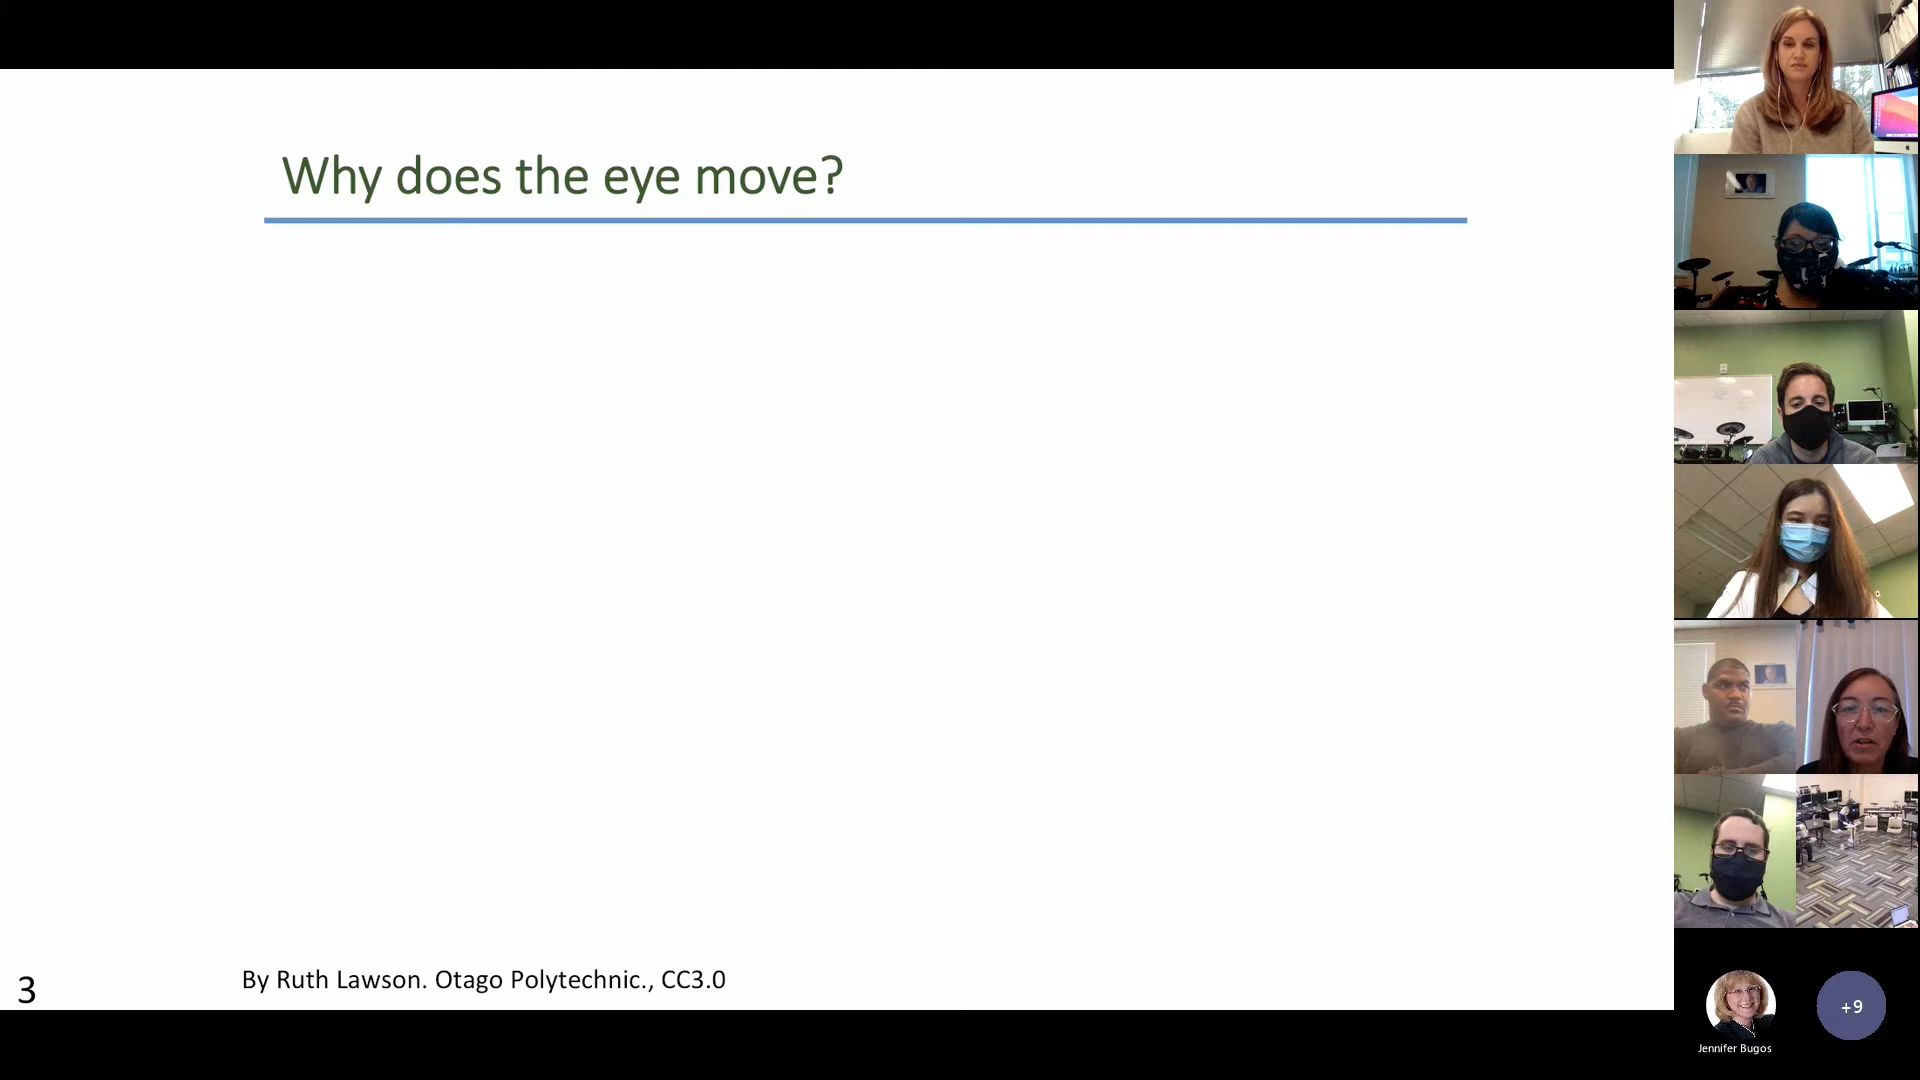 Why does the eye move?
By Ruth Lawson. Otago Polytechnic., CC3.0
3
+9
Jennifer Bugos